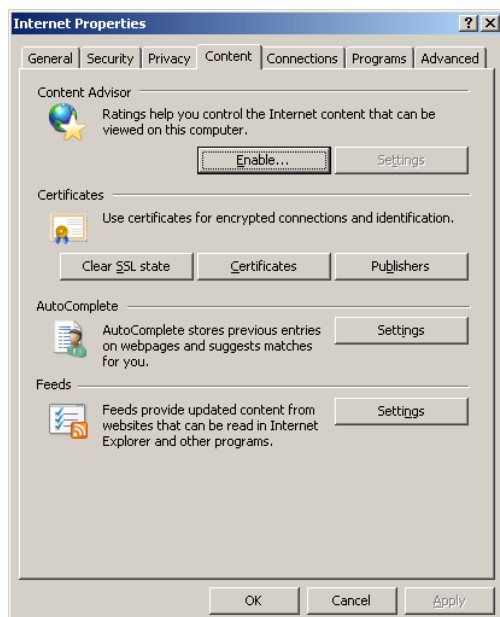 Internet Properties
General Security Privacy Content Connections Programs Advanced
Content Advisor
Ratings help you control the Internet content that can be
viewed on this computer.
Enable... Settings
Certificates
Use certificates for encrypted connections and identification.
Clear SSL state Certificates Publishers
AutoComplete
AutoComplete stores previous entries
on webpages and suggests matches
for you.
Settings
Feeds
Feeds provide updated content from
websites that can be read in Internet
Explorer and other programs.
Settings
OK Cancel Apply